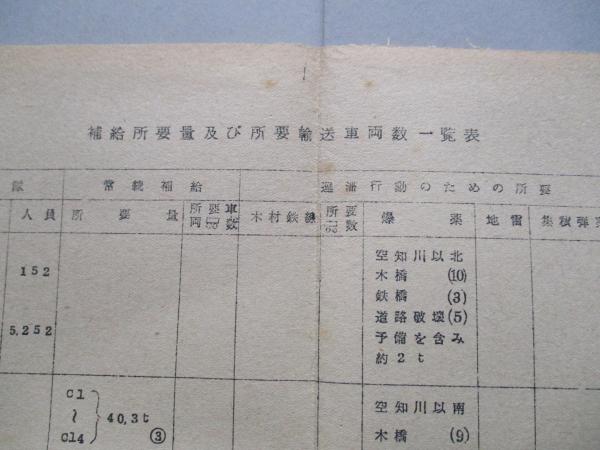 補給所要量及び所要輸送車両数一覧表
常載補給
遅滞行動のための所要
人員 所要量 所要車両数 木村鉄線 所要数 爆薬 地雷 集積弾薬
空知川以北
152 木橋 (10)
鉄橋 (3)
道路破壊(5)
5,252 予備を含み
約2t
Cl
~ 40.3t
Cl4 ③
空知川以南
木橋 (9)